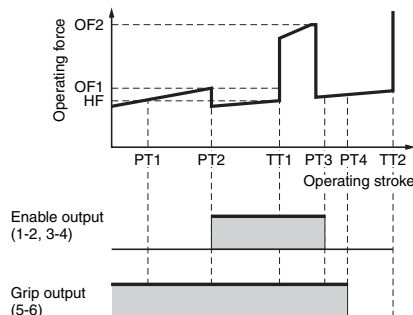 OF2
Operating force
OF1
HF
PT1 PT2 TT1 PT3 PT4 TT2
Operating stroke
Enable output
(1-2, 3-4)
Grip output
(5-6)